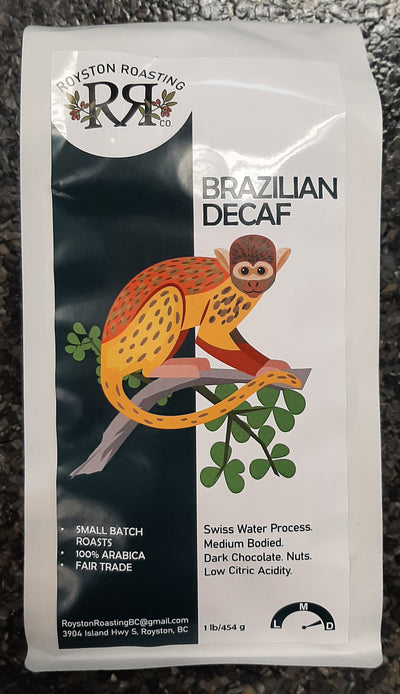 ROYSTON ROASTING
RR
CO.
BRAZILIAN
DECAF
• SMALL BATCH
ROASTS
• 100% ARABICA
• FAIR TRADE
Swiss Water Process.
Medium Bodied.
Dark Chocolate. Nuts.
Low Citric Acidity.
RoystonRoastingBC@gmail.com
3904 Island Hwy S, Royston, BC
1 lb/454 g
L M D